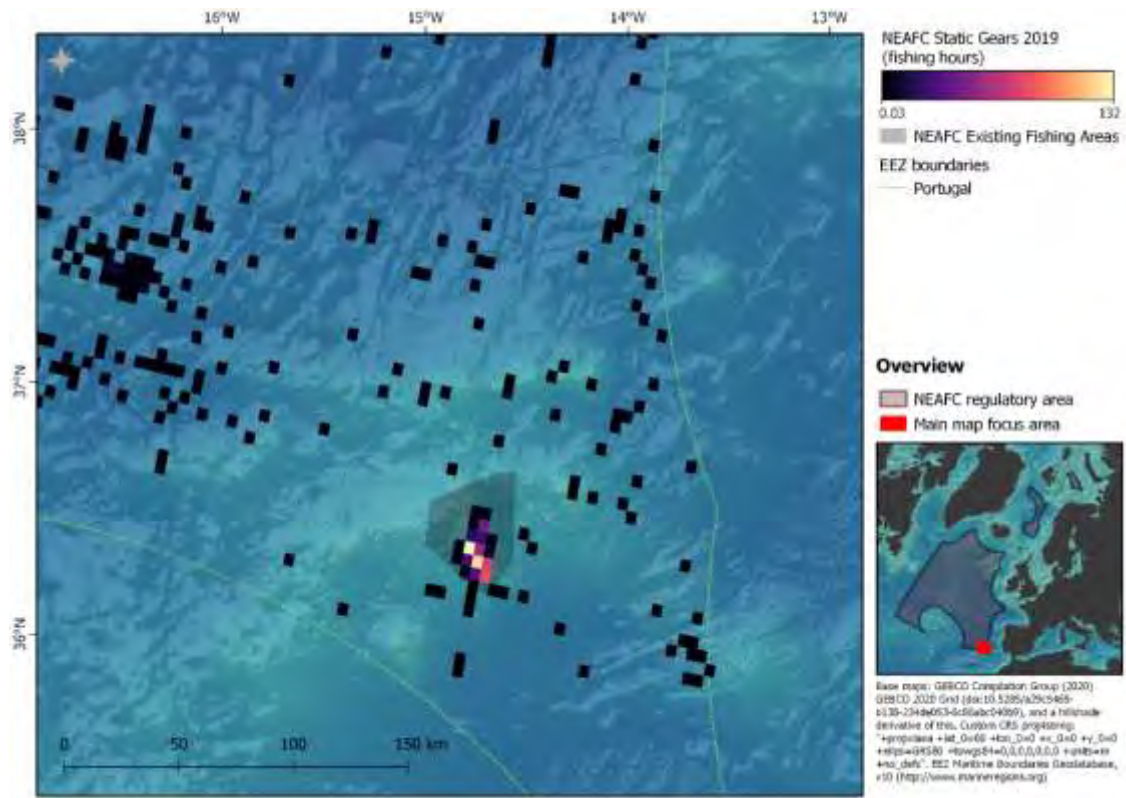 16°W 15°W 14°W 13°W
38°N
37°N
36°N
0 50 100 150 km
NEAFC Static Gears 2019
(fishing hours)
0.03 132
NEAFC Existing Fishing Areas
EEZ boundaries
Portugal
Overview
NEAFC regulatory area
Main map focus area
Base maps: GEBCO Compilation Group (2020)
GEBCO 2020 Grid
and a hillshade
derivative of this. Custom CRS proj4string:
EEZ Maritime Boundaries Geodatabase,
v10 (http://www.marineregions.org)